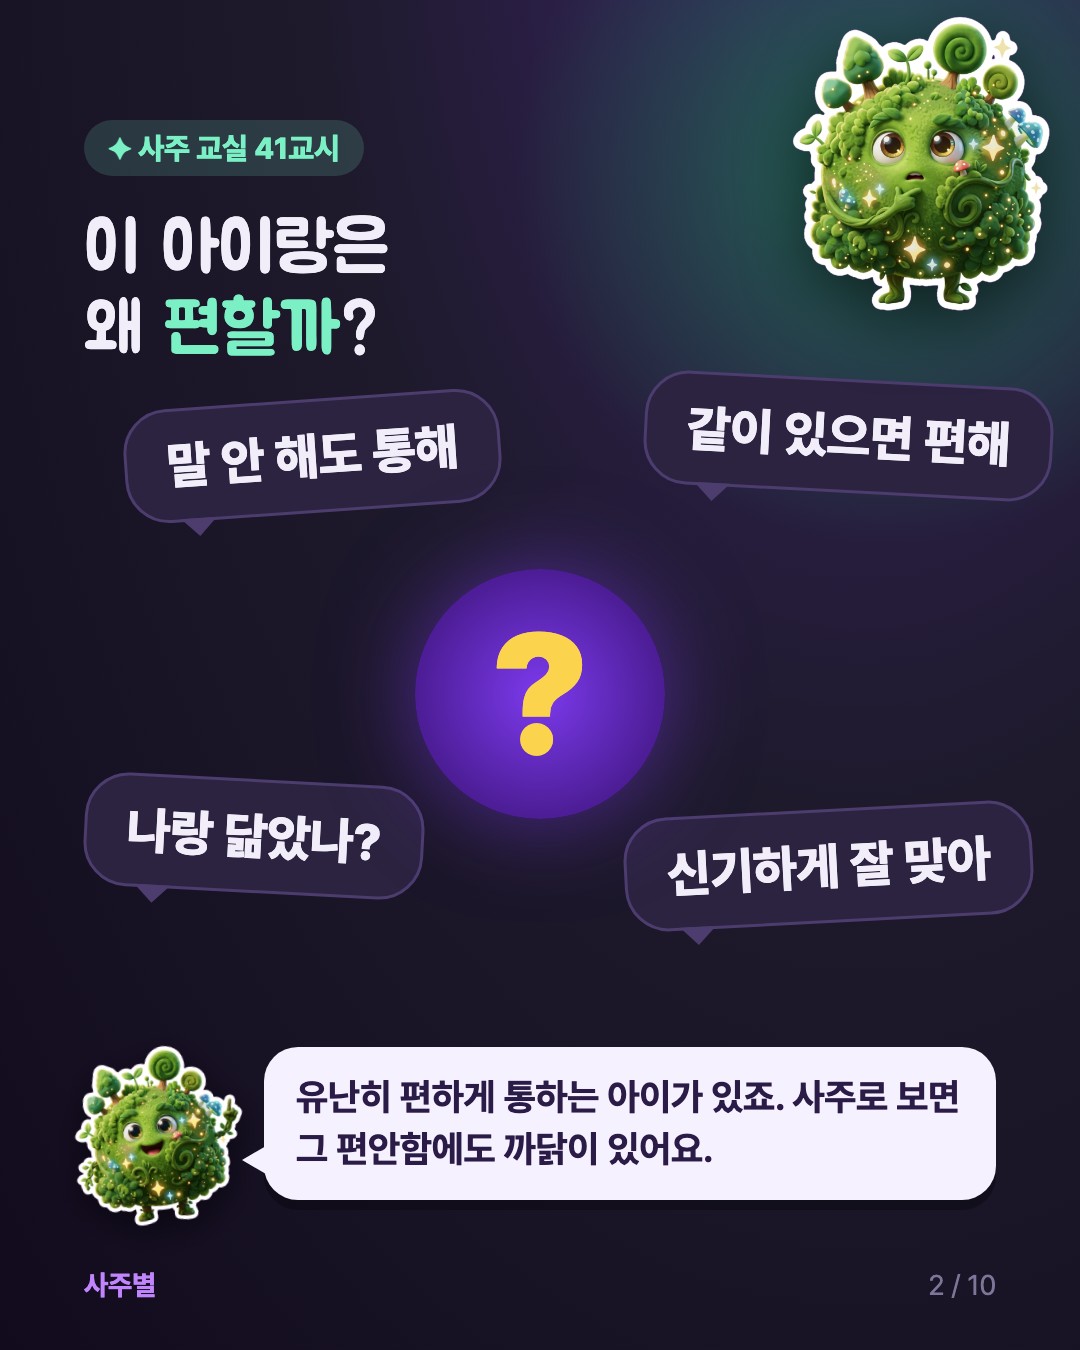 ✦ 사주 교실 41교시
이 아이랑은
왜 편할까?
말 안 해도 통해
같이 있으면 편해
?
나랑 닮았나?
신기하게 잘 맞아
유난히 편하게 통하는 아이가 있죠. 사주로 보면
그 편안함에도 까닭이 있어요.
사주별
2 / 10